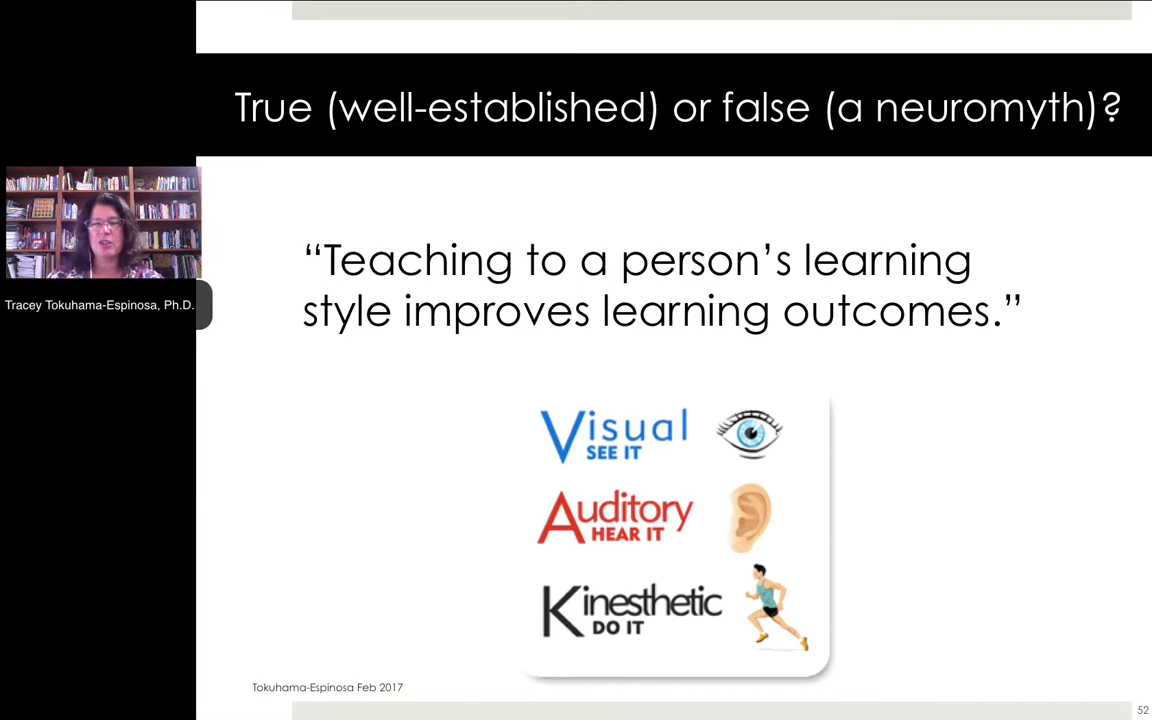 True (well-established) or false (a neuromyth)?
Tracey Tokuhama-Espinosa, Ph.D.
“Teaching to a person’s learning
style improves learning outcomes.”
Visual
SEE IT
Auditory
HEAR IT
Kinesthetic
DO IT
Tokuhama-Espinosa Feb 2017
52